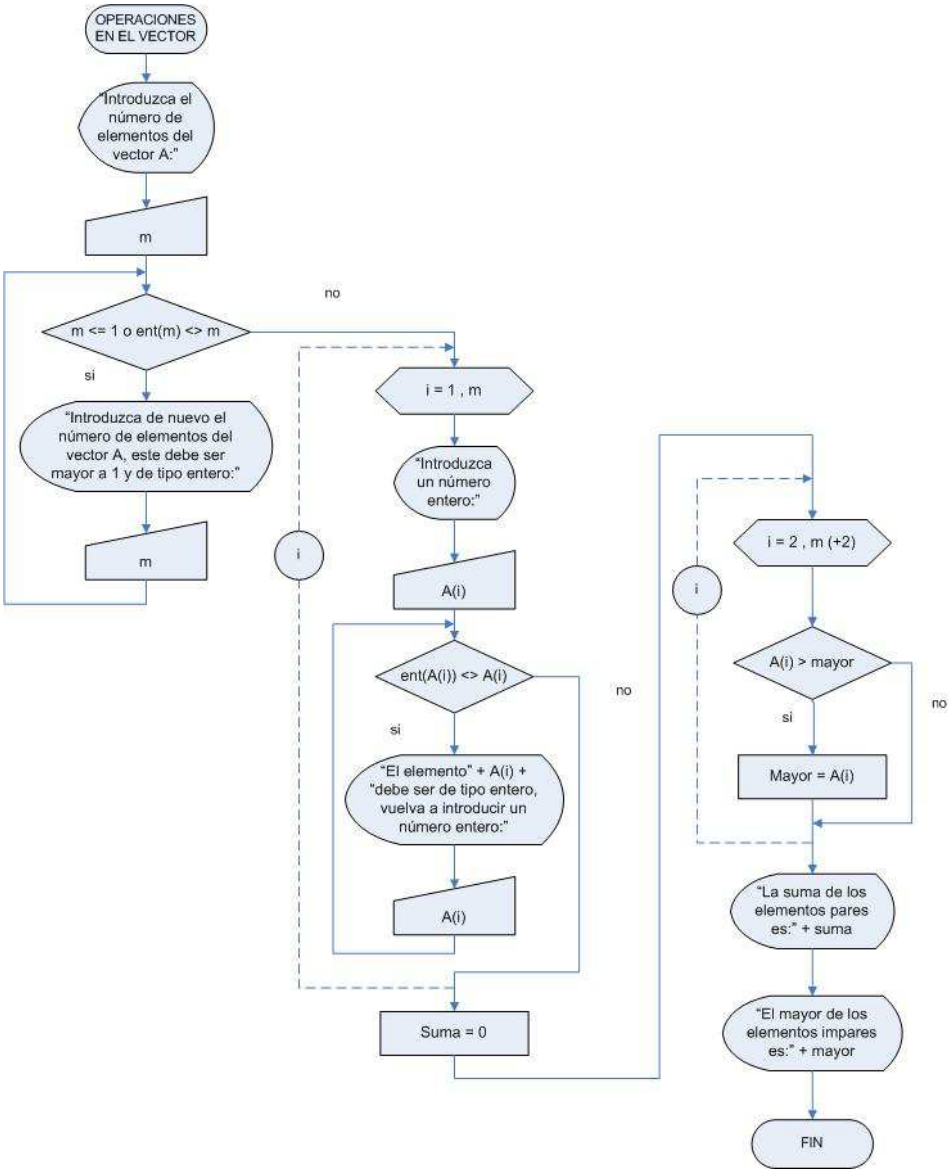 OPERACIONES
EN EL VECTOR
“Introduzca el
número de
elementos del
vector A:”
m
m <= 1 o ent(m) <> m
no
si
“Introduzca de nuevo el
número de elementos del
vector A, este debe ser
mayor a 1 y de tipo entero:”
m
i = 1 , m
“Introduzca
un número
entero:”
i
A(i)
ent(A(i)) <> A(i)
no
si
“El elemento” + A(i) +
“debe ser de tipo entero,
vuelva a introducir un
número entero:”
A(i)
Suma = 0
i = 2 , m (+2)
i
A(i) > mayor
no
si
Mayor = A(i)
“La suma de los
elementos pares
es:” + suma
“El mayor de los
elementos impares
es:” + mayor
FIN